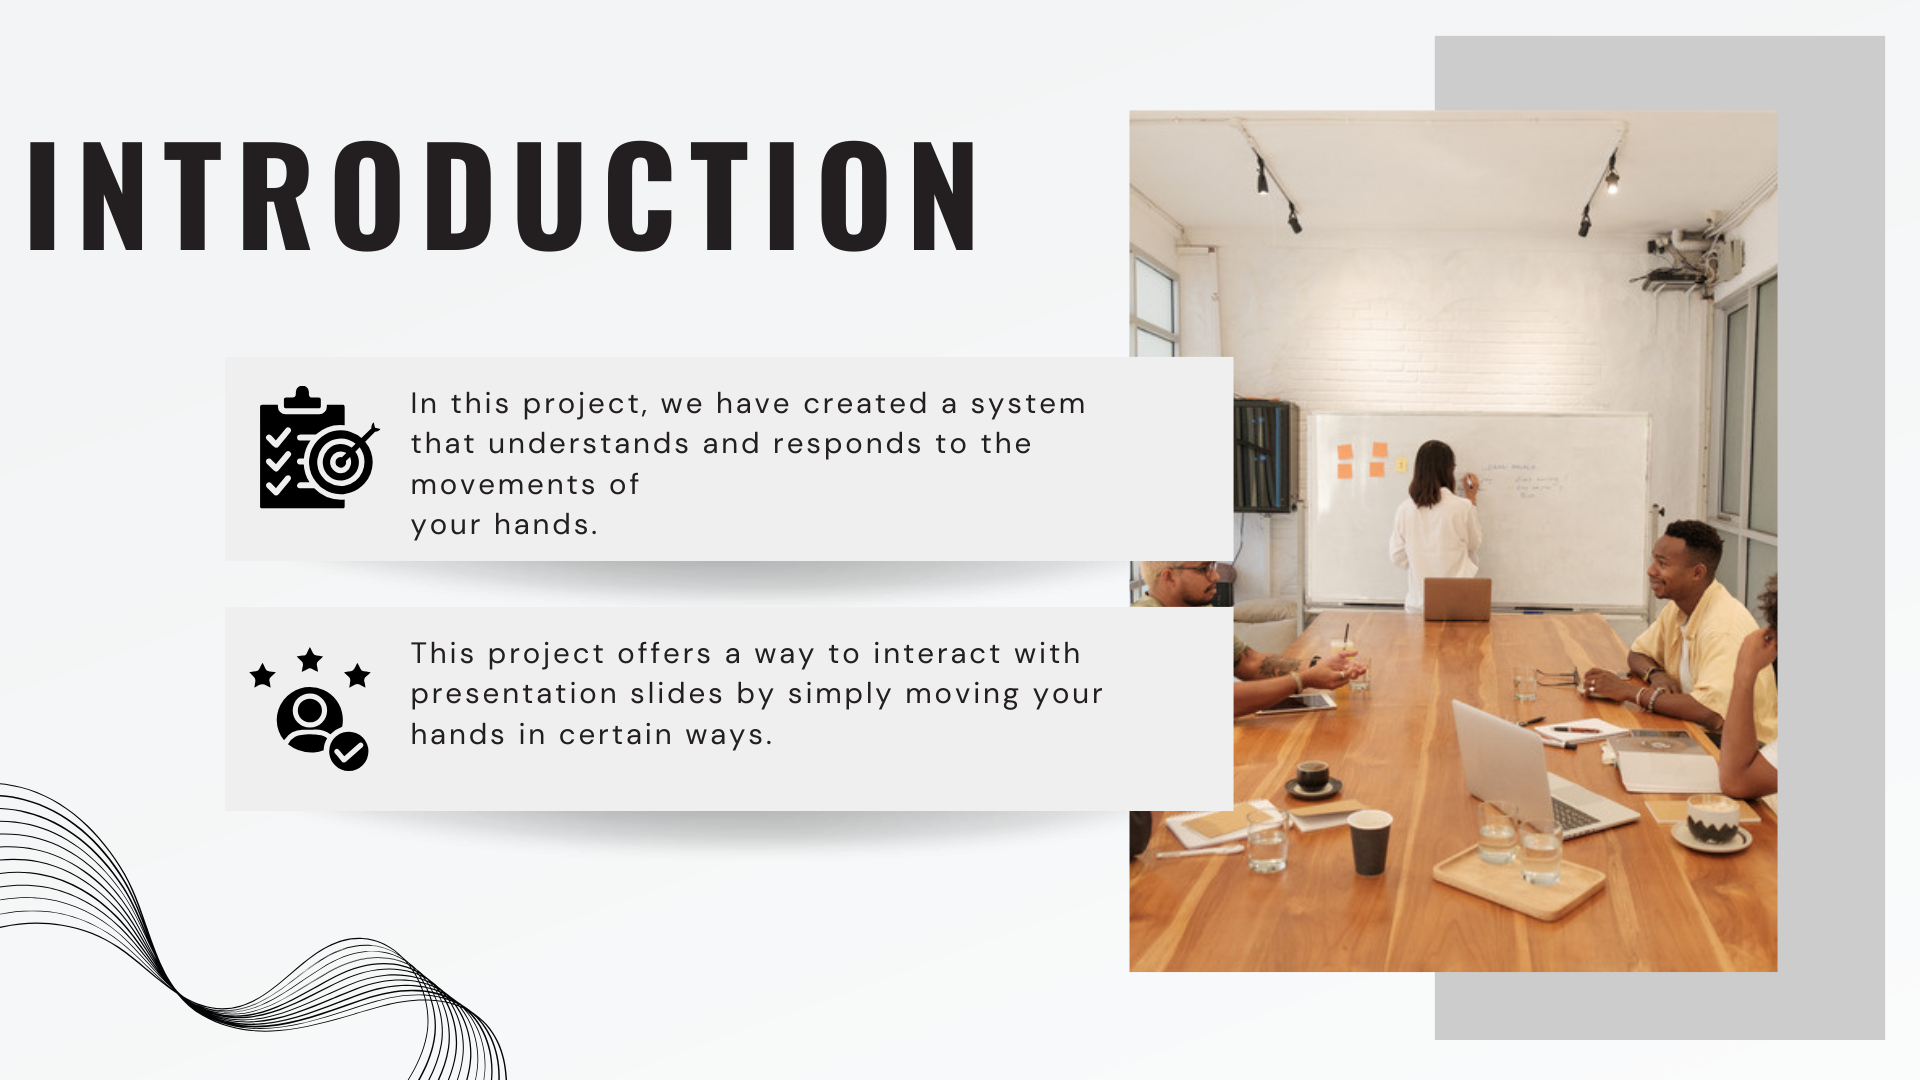 INTRODUCTION
In this project, we have created a system
that understands and responds to the
movements of
your hands.
This project offers a way to interact with
presentation slides by simply moving your
hands in certain ways.